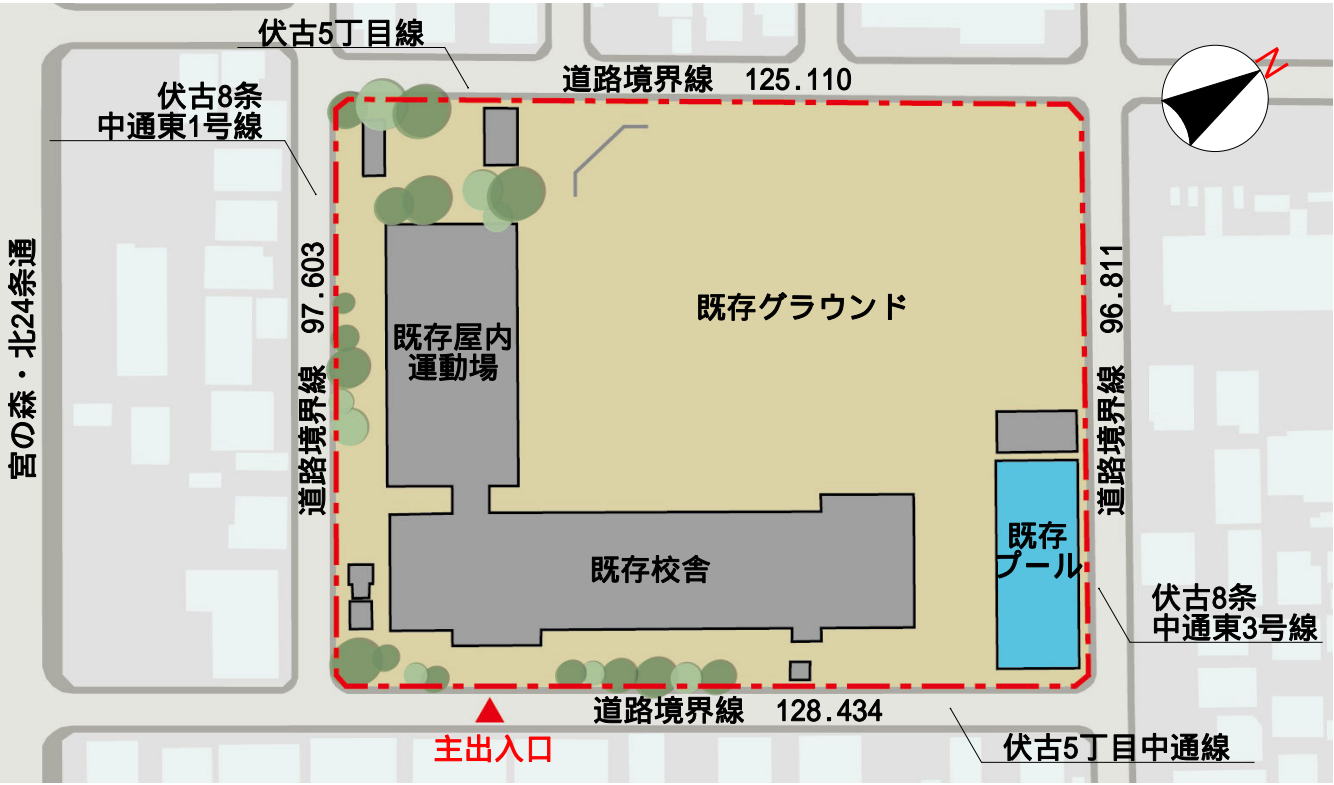 伏古5丁目線
道路境界線 125.110
N
伏古8条
中通東1号線
宮の森・北24条通
道路境界線 97.603
既存グラウンド
既存屋内
運動場
道路境界線 96.811
既存校舎
既存
プール
伏古8条
中通東3号線
道路境界線 128.434
主出入口
伏古5丁目中通線